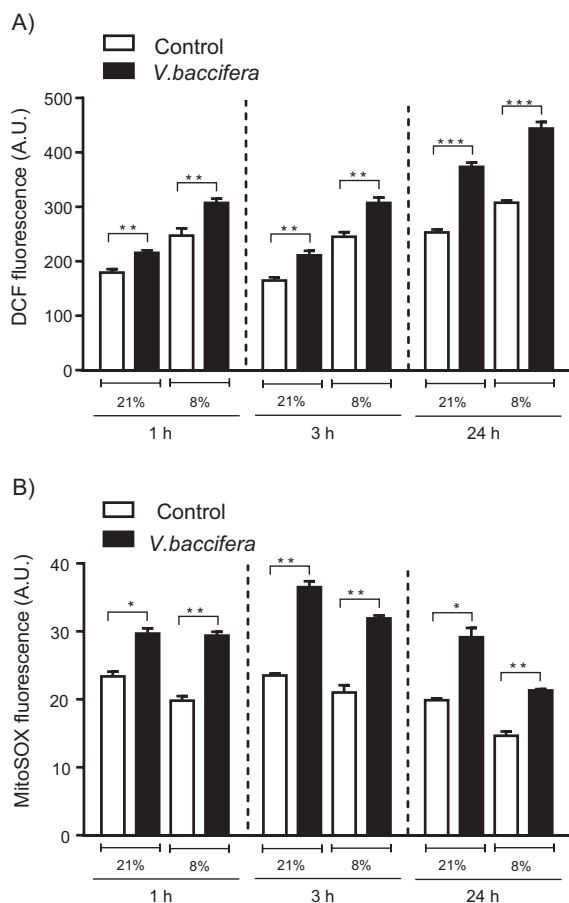 A)
Control
V.baccifera
DCF fluorescence (A.U.)
500
400
300
200
100
0
** ** ** ** *** ***
21% 8% 21% 8% 21% 8%
1 h 3 h 24 h
B)
Control
V.baccifera
MitoSOX fluorescence (A.U.)
40
30
20
10
0
* ** ** ** * **
21% 8% 21% 8% 21% 8%
1 h 3 h 24 h